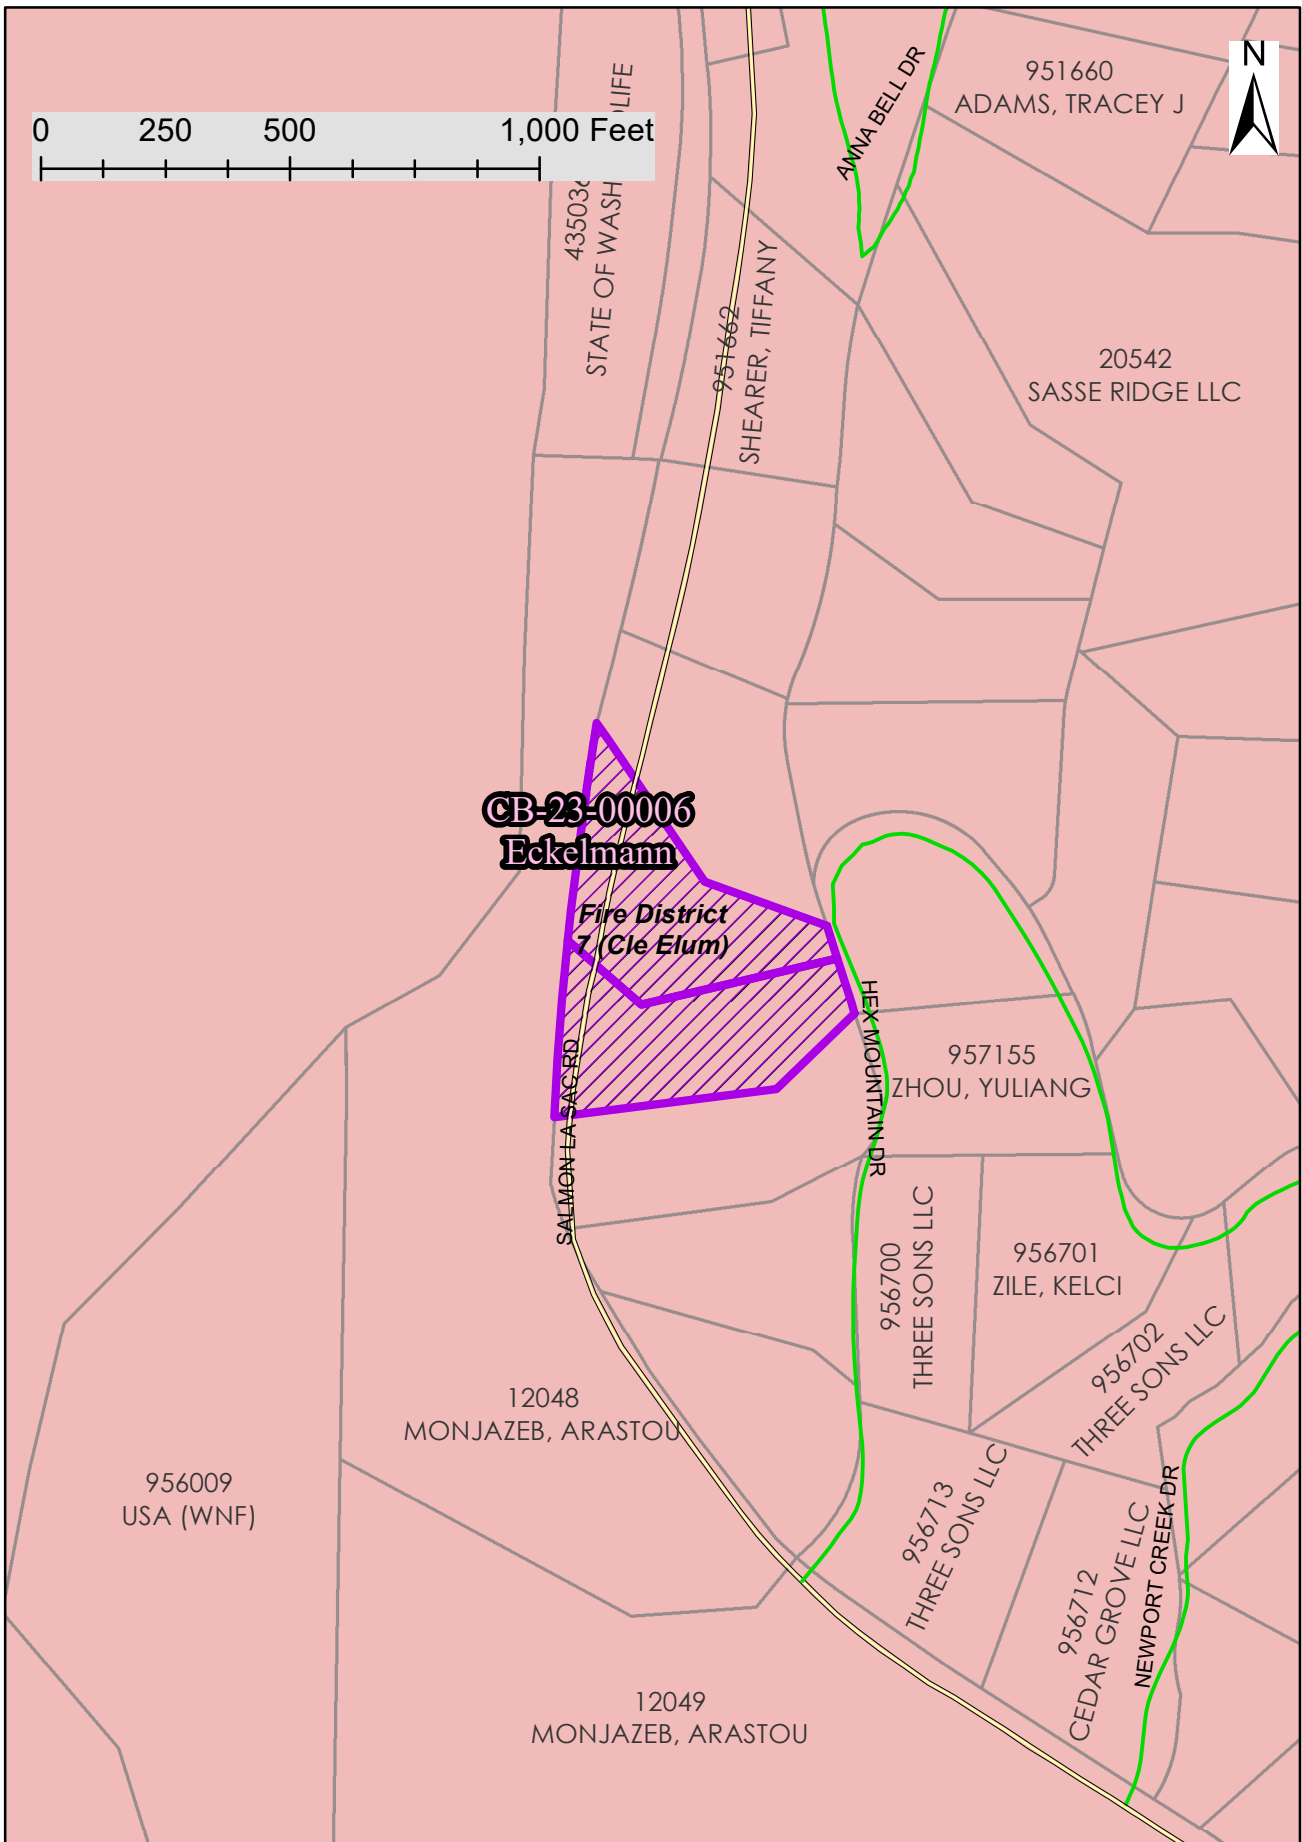 N
951660
ADAMS, TRACEY J
ANNA BELL DR
0 250 500 1,000 Feet
STATE OF WASH
951662
SHEARER, TIFFANY
20542
SASSE RIDGE LLC
CB-23-00006
Eckelmann
Fire District
7 (Cle Elum)
HEX MOUNTAIN DR
957155
ZHOU, YULIANG
SALMON LA SAC RD
956700
THREE SONS LLC
956701
ZILE, KELCI
956702
THREE SONS LLC
12048
MONJAZEB, ARASTOU
956009
USA (WNF)
956713
THREE SONS LLC
956712
CEDAR GROVE LLC
NEWPORT CREEK DR
12049
MONJAZEB, ARASTOU